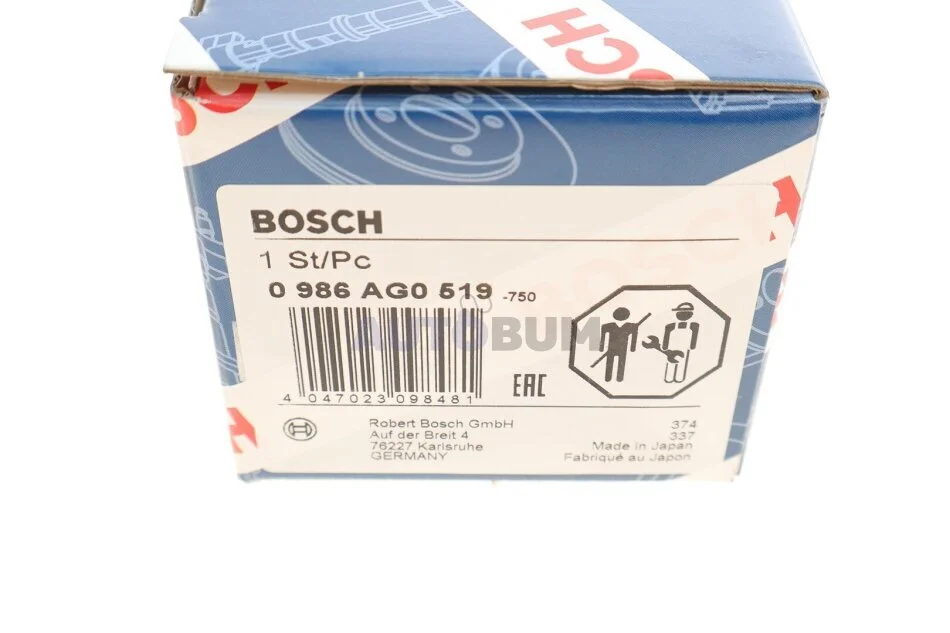 BOSCH
1 St/Pc
0 986 AG0 519 -750
AUTOBUM
4 047023 098481
EAC
Robert Bosch GmbH
Auf der Breit 4
76227 Karlsruhe
GERMANY
374
337
Made in Japan
Fabriqué au Japon